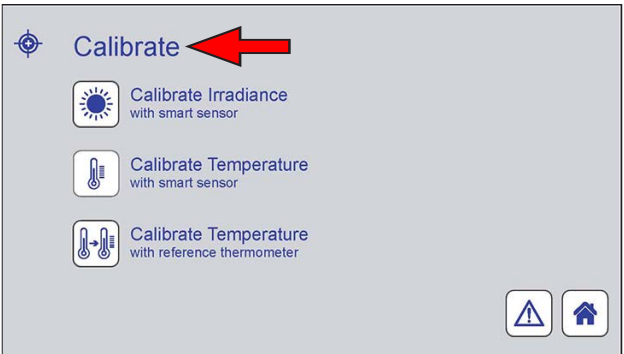 Calibrate
Calibrate Irradiance
with smart sensor
Calibrate Temperature
with smart sensor
Calibrate Temperature
with reference thermometer